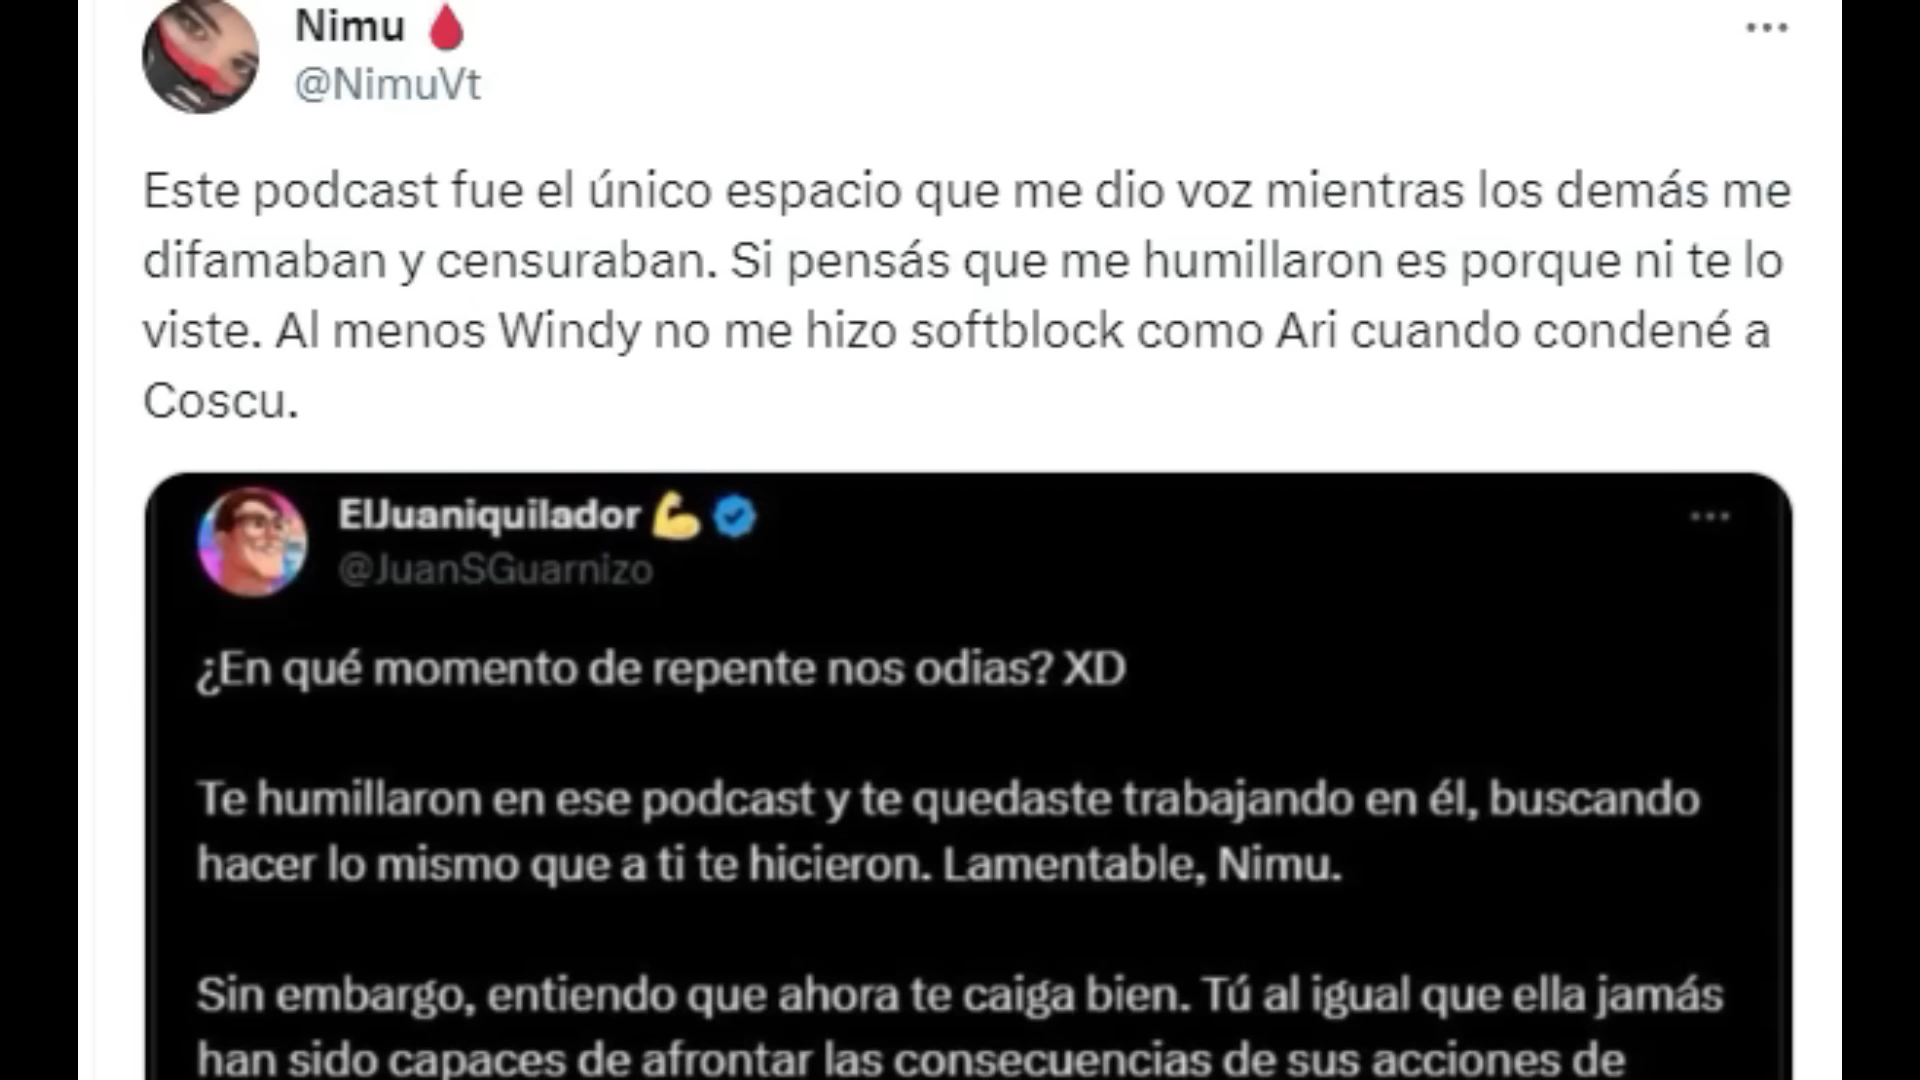 Nimu
@NimuVt
Este podcast fue el único espacio que me dio voz mientras los demás me
difamaban y censuraban. Si pensás que me humillaron es porque ni te lo
viste. Al menos Windy no me hizo softblock como Ari cuando condené a
Coscu.
ElJuaniquilador
@JuanSGuarnizo
¿En qué momento de repente nos odias? XD
Te humillaron en ese podcast y te quedaste trabajando en él, buscando
hacer lo mismo que a ti te hicieron. Lamentable, Nimu.
Sin embargo, entiendo que ahora te caiga bien. Tú al igual que ella jamás
han sido capaces de afrontar las consecuencias de sus acciones de